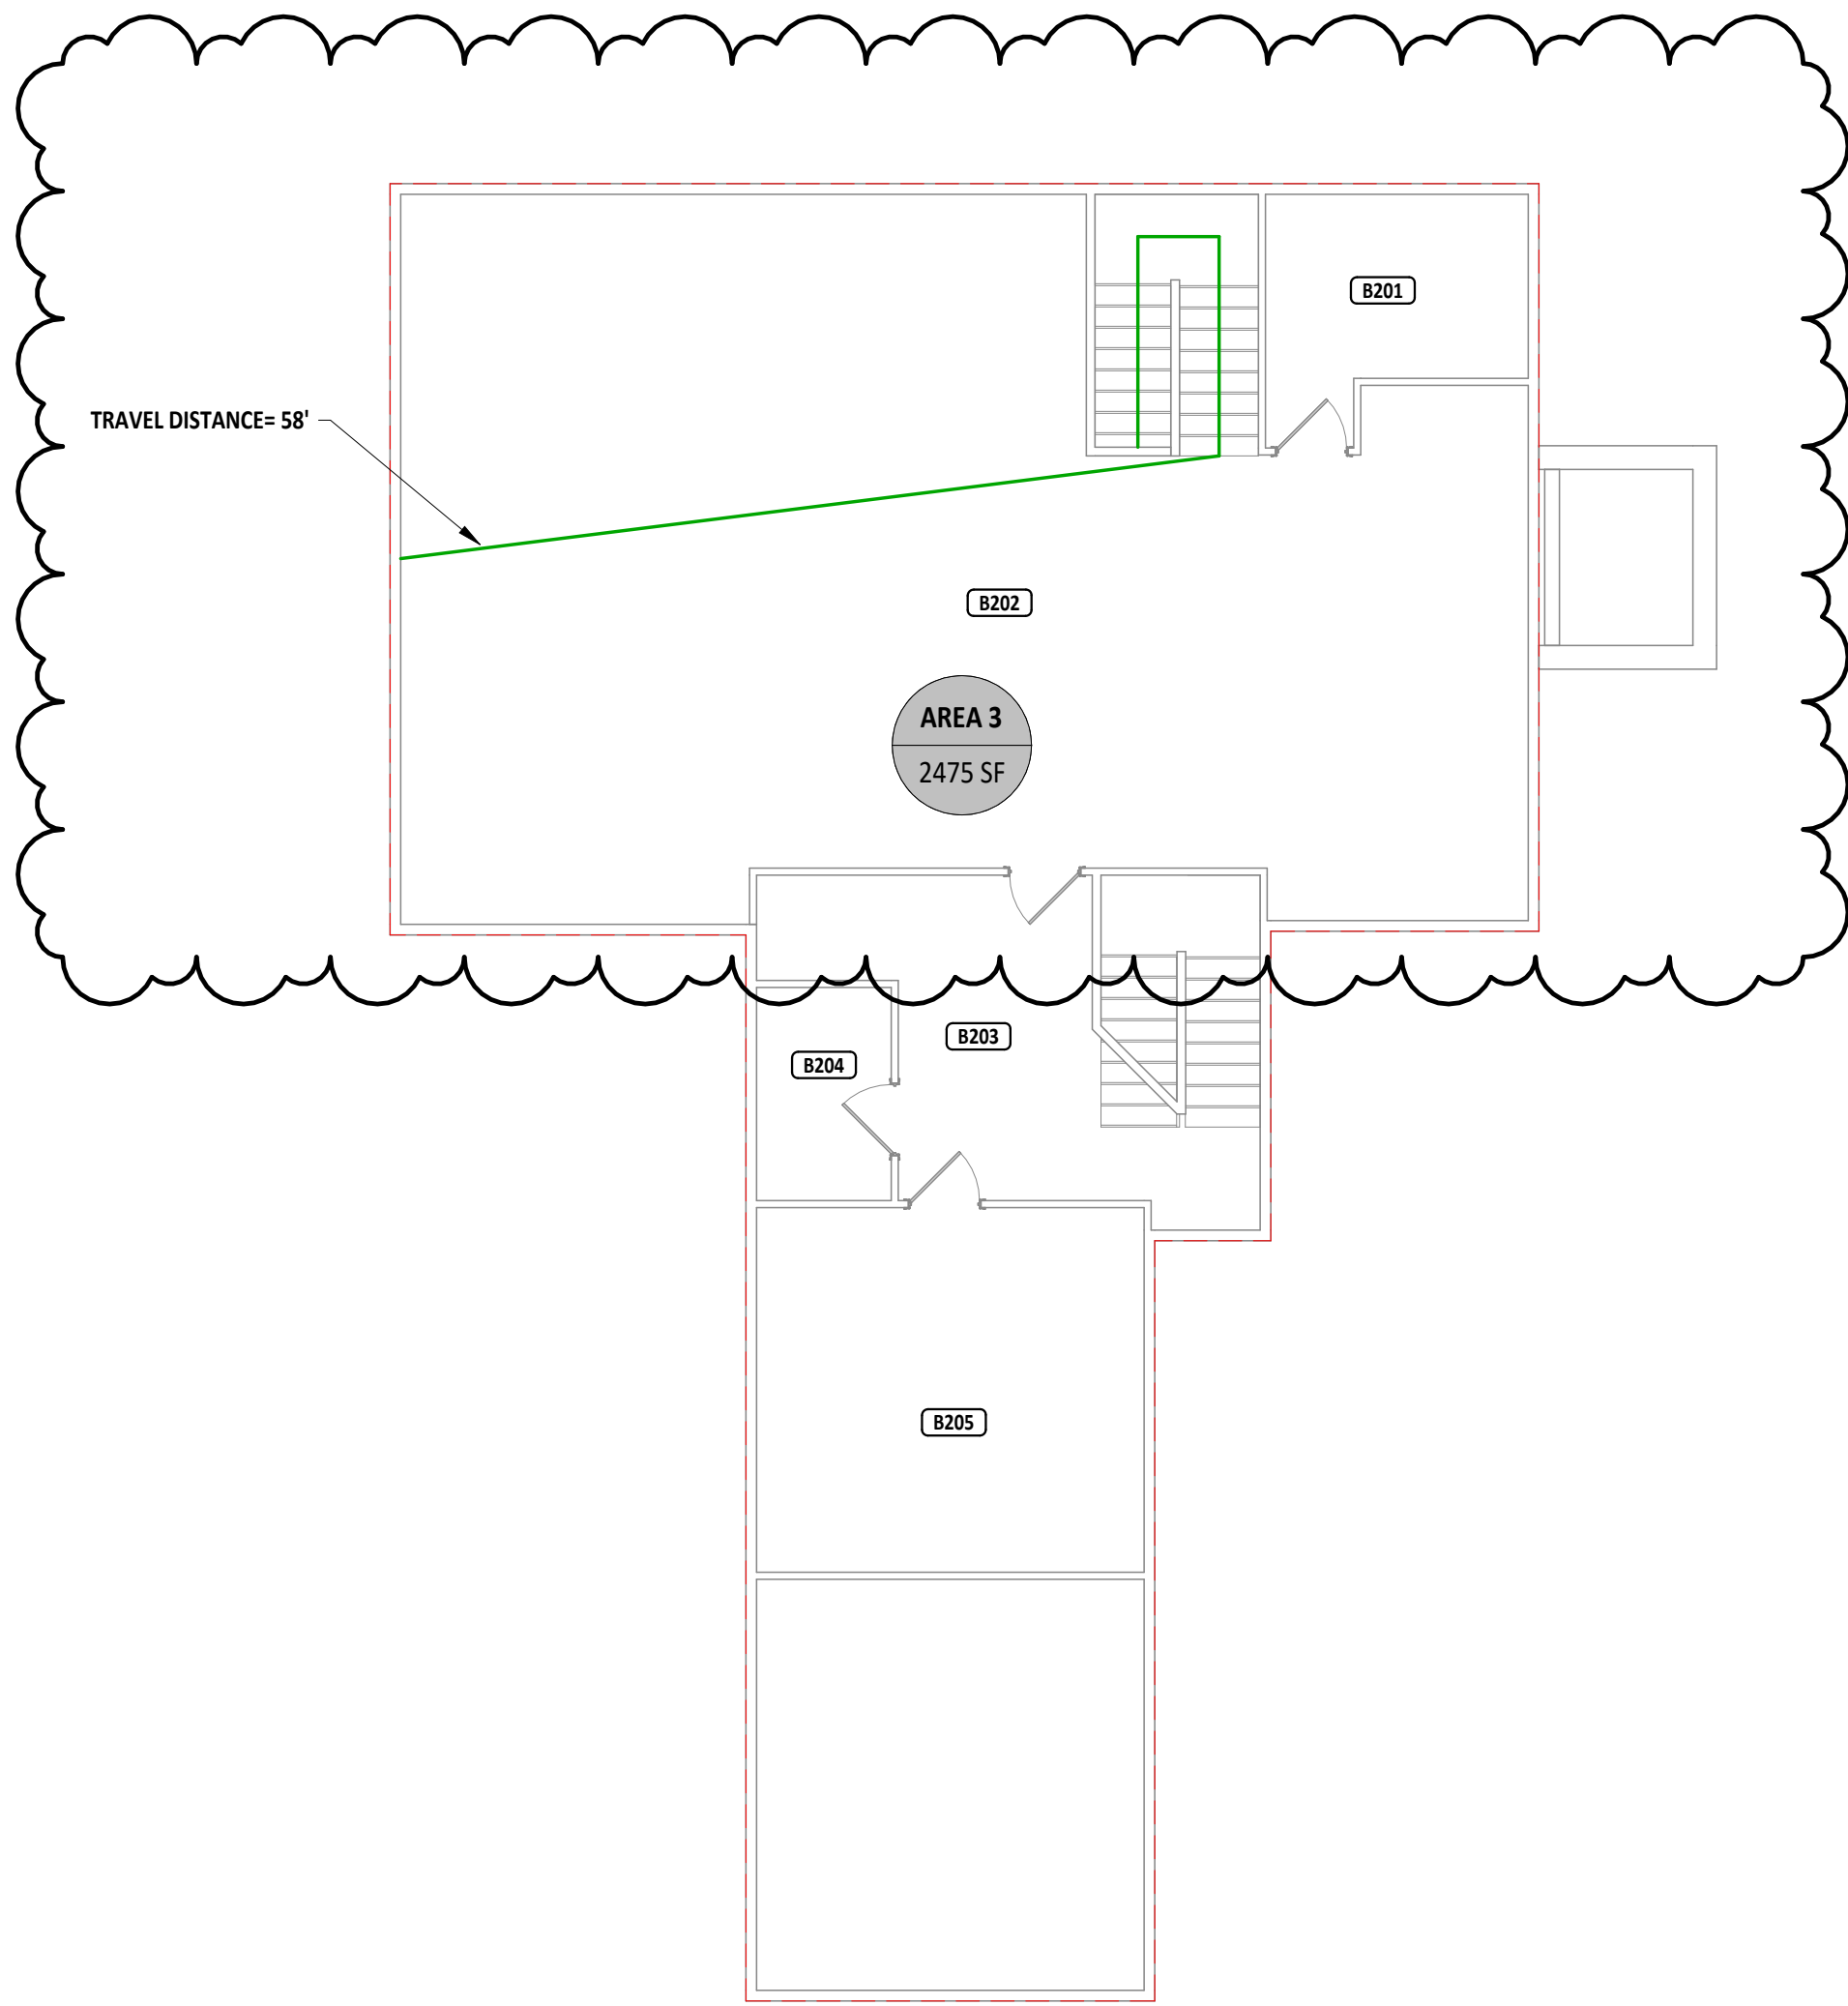 B201
TRAVEL DISTANCE= 58'
B202
AREA 3
2475 SF
B203
B204
B205